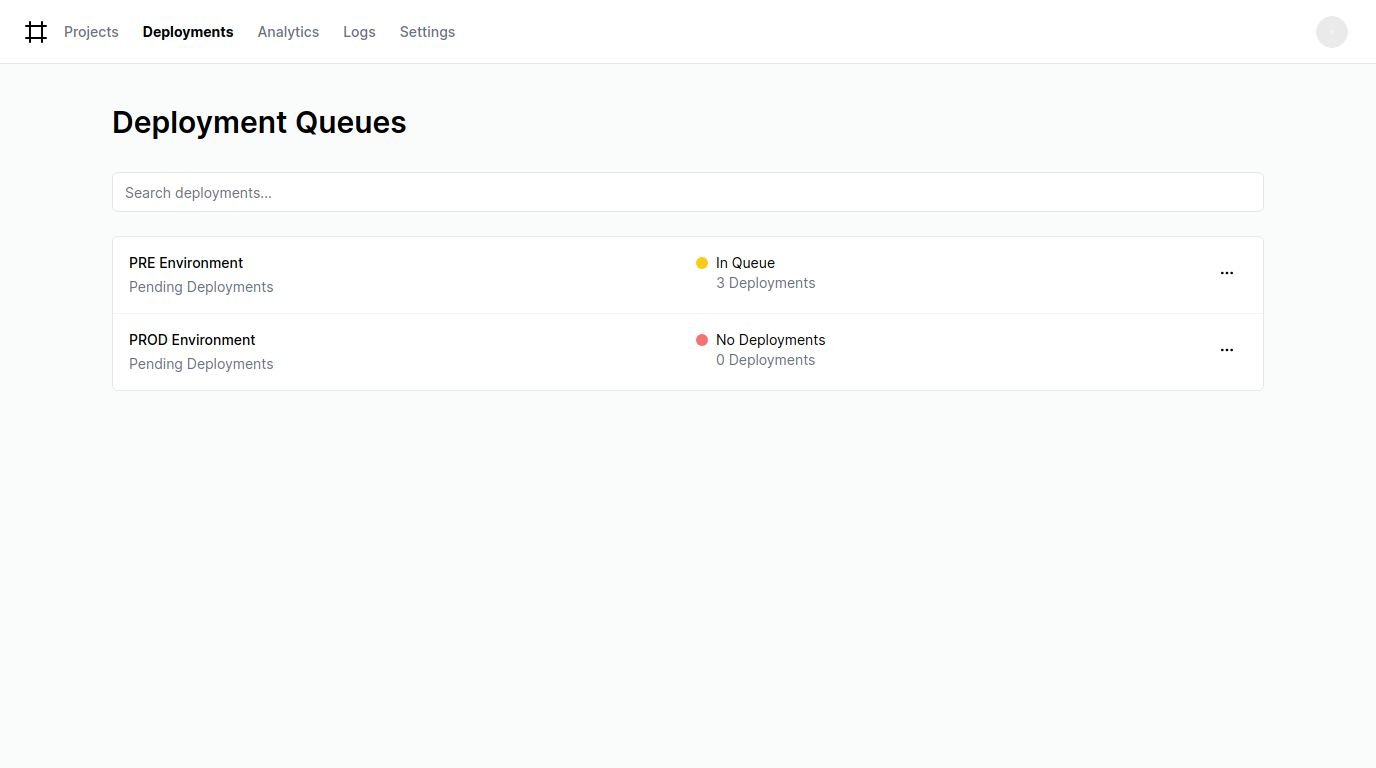 Projects Deployments Analytics Logs Settings
Deployment Queues
Search deployments...
PRE Environment In Queue
Pending Deployments 3 Deployments
PROD Environment No Deployments
Pending Deployments 0 Deployments